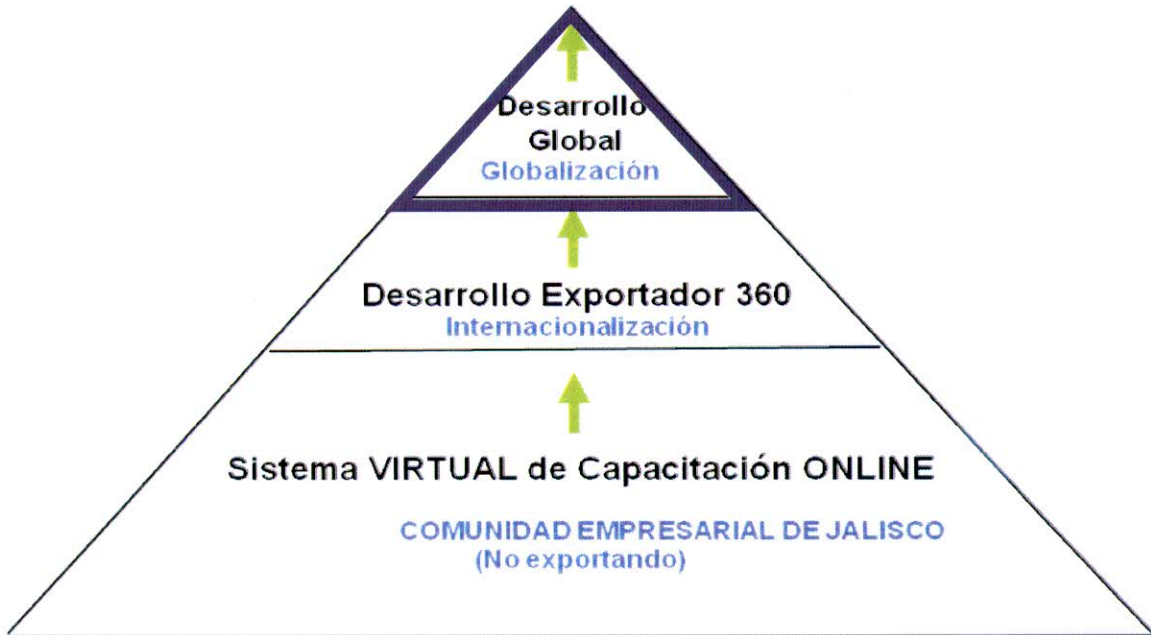 Desarrollo
Global
Globalización
Desarrollo Exportador 360
Internacionalización
Sistema VIRTUAL de Capacitación ONLINE
COMUNIDAD EMPRESARIAL DE JALISCO
(No exportando)